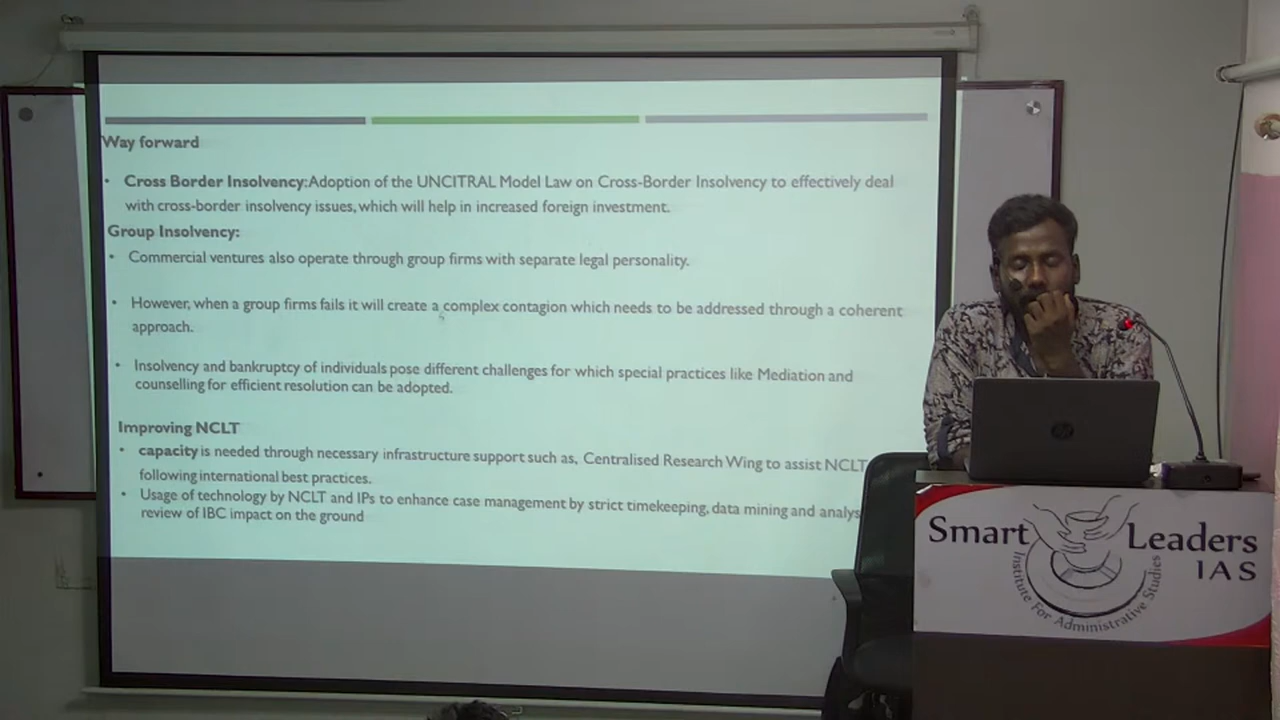 Way forward
• Cross Border Insolvency:Adoption of the UNCITRAL Model Law on Cross-Border Insolvency to effectively deal
with cross-border insolvency issues, which will help in increased foreign investment.
Group Insolvency:
• Commercial ventures also operate through group firms with separate legal personality.
• However, when a group firms fails it will create a complex contagion which needs to be addressed through a coherent
approach.
• Insolvency and bankruptcy of individuals pose different challenges for which special practices like Mediation and
counselling for efficient resolution can be adopted.
Improving NCLT
• capacity is needed through necessary infrastructure support such as, Centralised Research Wing to assist NCLT
following international best practices.
• Usage of technology by NCLT and IPs to enhance case management by strict timekeeping, data mining and analys
review of IBC impact on the ground
Smart Leaders
IAS
Institute For Administrative Studies
hp